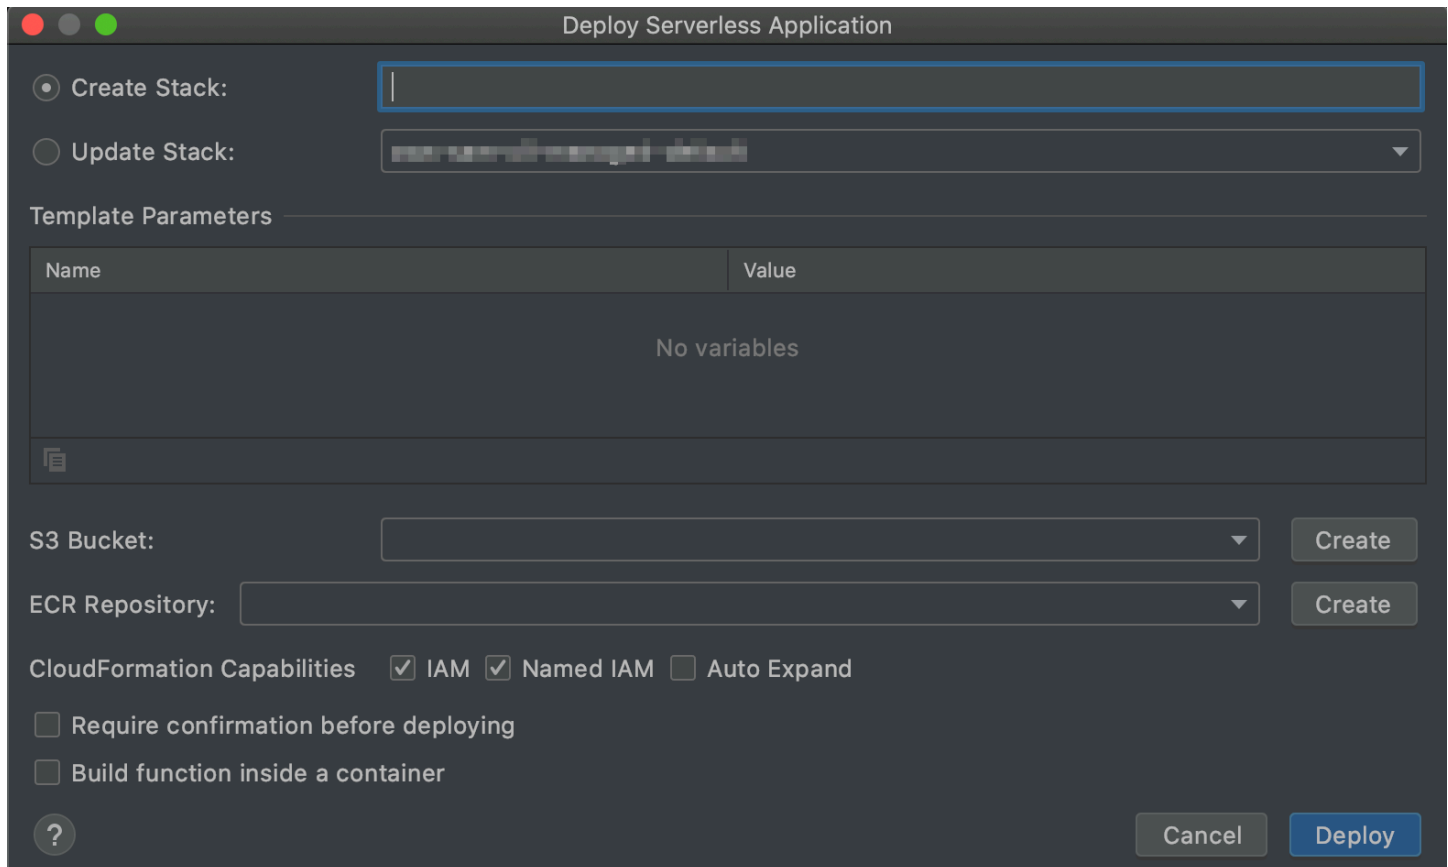 Deploy Serverless Application
Create Stack:
Update Stack:
Template Parameters
Name Value
No variables
S3 Bucket: Create
ECR Repository: Create
CloudFormation Capabilities IAM Named IAM Auto Expand
Require confirmation before deploying
Build function inside a container
? Cancel Deploy